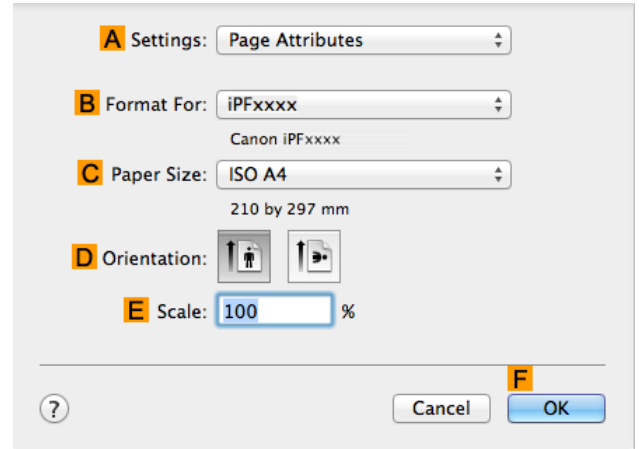 A Settings: Page Attributes
B Format For: iPFxxxx
Canon iPFxxxx
C Paper Size: ISO A4
210 by 297 mm
D Orientation:
E Scale: 100 %
F
? Cancel OK